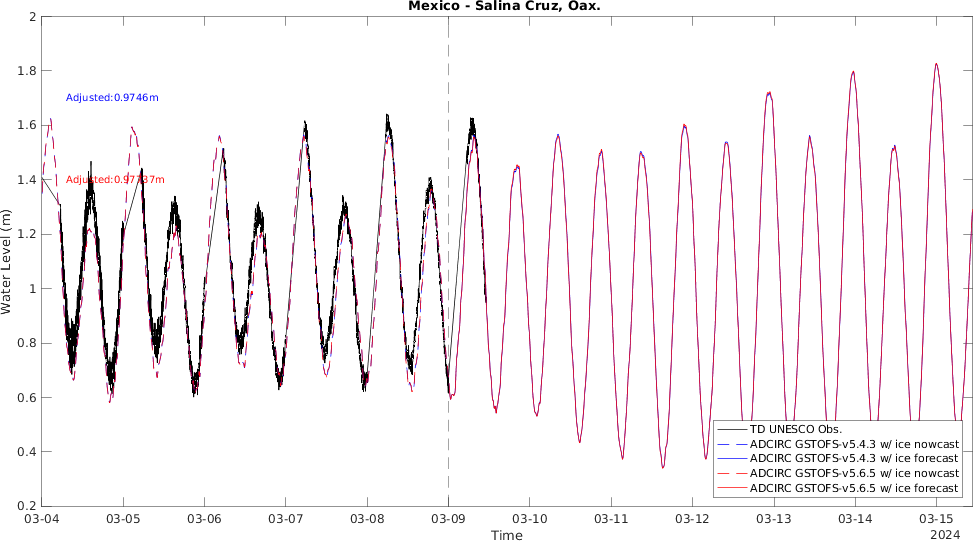 Mexico - Salina Cruz, Oax.
2
1.8
Adjusted:0.9746m
1.6
1.4
1.2
1
0.8
0.6
0.4
0.2
Water Level (m)
TD UNESCO Obs.
ADCIRC GSTOFS-v5.4.3 w/ ice nowcast
ADCIRC GSTOFS-v5.4.3 w/ ice forecast
ADCIRC GSTOFS-v5.6.5 w/ ice nowcast
ADCIRC GSTOFS-v5.6.5 w/ ice forecast
03-04 03-05 03-06 03-07 03-08 03-09 03-10 03-11 03-12 03-13 03-14 03-15
Time
2024